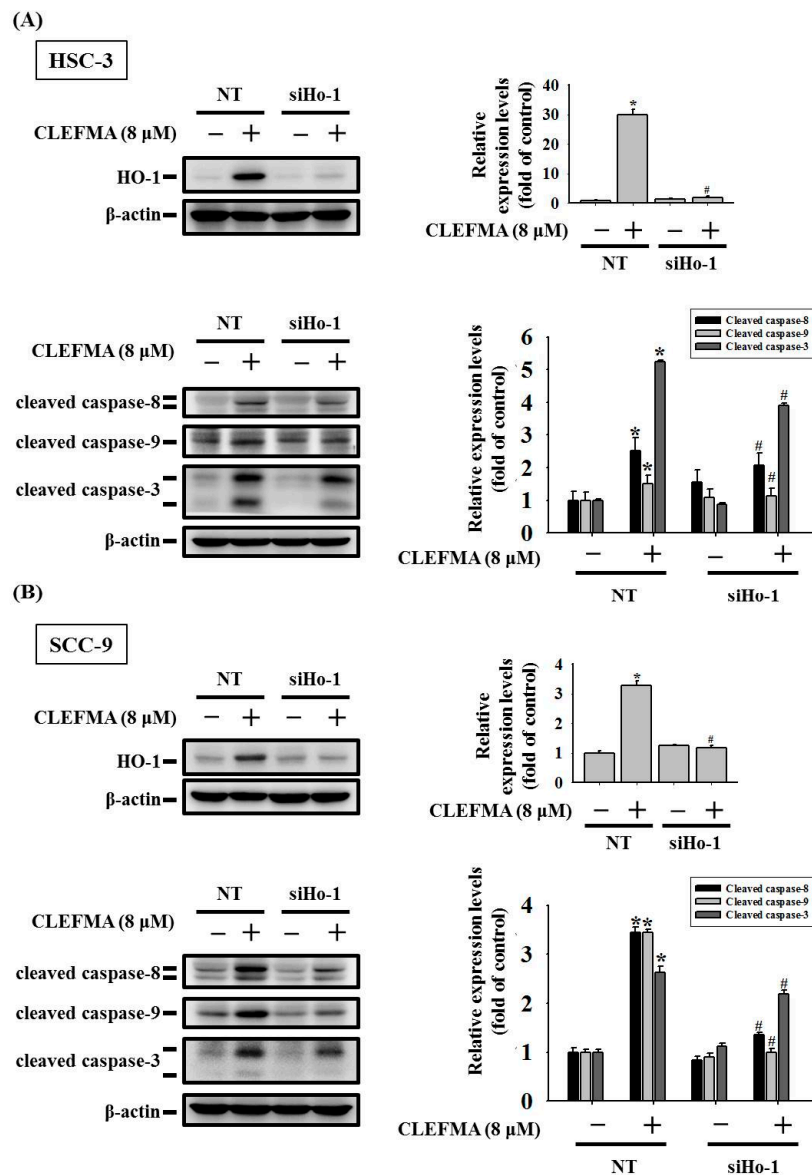 (A)
HSC-3
NT siHo-1
CLEFMA (8 μM) − + − +
HO-1
β-actin
Relative
expression levels
(fold of control)
40
30
20
10
0
*
#
CLEFMA (8 μM) − + − +
NT siHo-1
NT siHo-1
CLEFMA (8 μM) − + − +
cleaved caspase-8
cleaved caspase-9
cleaved caspase-3
β-actin
Cleaved caspase-8
Cleaved caspase-9
Cleaved caspase-3
Relative expression levels
(fold of control)
6
5
4
3
2
1
0
* * *
# # #
CLEFMA (8 μM) − + − +
NT siHo-1
(B)
SCC-9
NT siHo-1
CLEFMA (8 μM) − + − +
HO-1
β-actin
Relative
expression levels
(fold of control)
4
3
2
1
0
*
#
CLEFMA (8 μM) − + − +
NT siHo-1
NT siHo-1
CLEFMA (8 μM) − + − +
cleaved caspase-8
cleaved caspase-9
cleaved caspase-3
β-actin
Cleaved caspase-8
Cleaved caspase-9
Cleaved caspase-3
Relative expression levels
(fold of control)
4
3
2
1
0
* * *
# # #
CLEFMA (8 μM) − + − +
NT siHo-1